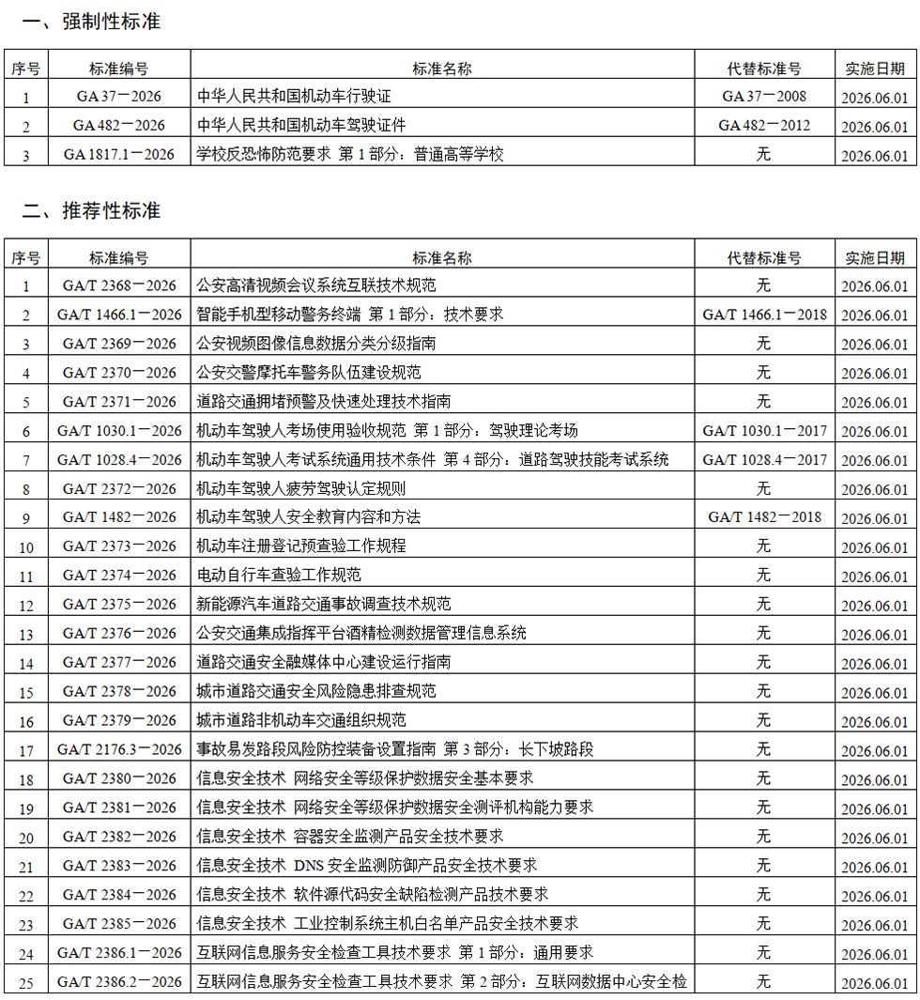 一、强制性标准
序号 标准编号 标准名称 代替标准号 实施日期
1 GA 37—2026 中华人民共和国机动车行驶证 GA 37—2008 2026.06.01
2 GA 482—2026 中华人民共和国机动车驾驶证件 GA 482—2012 2026.06.01
3 GA 1817.1—2026 学校反恐怖防范要求 第 1 部分：普通高等学校 无 2026.06.01
二、推荐性标准
序号 标准编号 标准名称 代替标准号 实施日期
1 GA/T 2368—2026 公安高清视频会议系统互联技术规范 无 2026.06.01
2 GA/T 1466.1—2026 智能手机型移动警务终端 第 1 部分：技术要求 GA/T 1466.1—2018 2026.06.01
3 GA/T 2369—2026 公安视频图像信息数据分类分级指南 无 2026.06.01
4 GA/T 2370—2026 公安交警摩托车警务队伍建设规范 无 2026.06.01
5 GA/T 2371—2026 道路交通拥堵预警及快速处理技术指南 无 2026.06.01
6 GA/T 1030.1—2026 机动车驾驶人考场使用验收规范 第 1 部分：驾驶理论考场 GA/T 1030.1—2017 2026.06.01
7 GA/T 1028.4—2026 机动车驾驶人考试系统通用技术条件 第 4 部分：道路驾驶技能考试系统 GA/T 1028.4—2017 2026.06.01
8 GA/T 2372—2026 机动车驾驶人疲劳驾驶认定规则 无 2026.06.01
9 GA/T 1482—2026 机动车驾驶人安全教育内容和方法 GA/T 1482—2018 2026.06.01
10 GA/T 2373—2026 机动车注册登记预查验工作规程 无 2026.06.01
11 GA/T 2374—2026 电动自行车查验工作规范 无 2026.06.01
12 GA/T 2375—2026 新能源汽车道路交通事故调查技术规范 无 2026.06.01
13 GA/T 2376—2026 公安交通集成指挥平台酒精检测数据管理信息系统 无 2026.06.01
14 GA/T 2377—2026 道路交通安全融媒体中心建设运行指南 无 2026.06.01
15 GA/T 2378—2026 城市道路交通安全风险隐患排查规范 无 2026.06.01
16 GA/T 2379—2026 城市道路非机动车交通组织规范 无 2026.06.01
17 GA/T 2176.3—2026 事故易发路段风险防控装备设置指南 第 3 部分：长下坡路段 无 2026.06.01
18 GA/T 2380—2026 信息安全技术 网络安全等级保护数据安全基本要求 无 2026.06.01
19 GA/T 2381—2026 信息安全技术 网络安全等级保护数据安全测评机构能力要求 无 2026.06.01
20 GA/T 2382—2026 信息安全技术 容器安全监测产品安全技术要求 无 2026.06.01
21 GA/T 2383—2026 信息安全技术 DNS 安全监测防御产品安全技术要求 无 2026.06.01
22 GA/T 2384—2026 信息安全技术 软件源代码安全缺陷检测产品技术要求 无 2026.06.01
23 GA/T 2385—2026 信息安全技术 工业控制系统主机白名单产品安全技术要求 无 2026.06.01
24 GA/T 2386.1—2026 互联网信息服务安全检查工具技术要求 第 1 部分：通用要求 无 2026.06.01
25 GA/T 2386.2—2026 互联网信息服务安全检查工具技术要求 第 2 部分：互联网数据中心安全检 无 2026.06.01